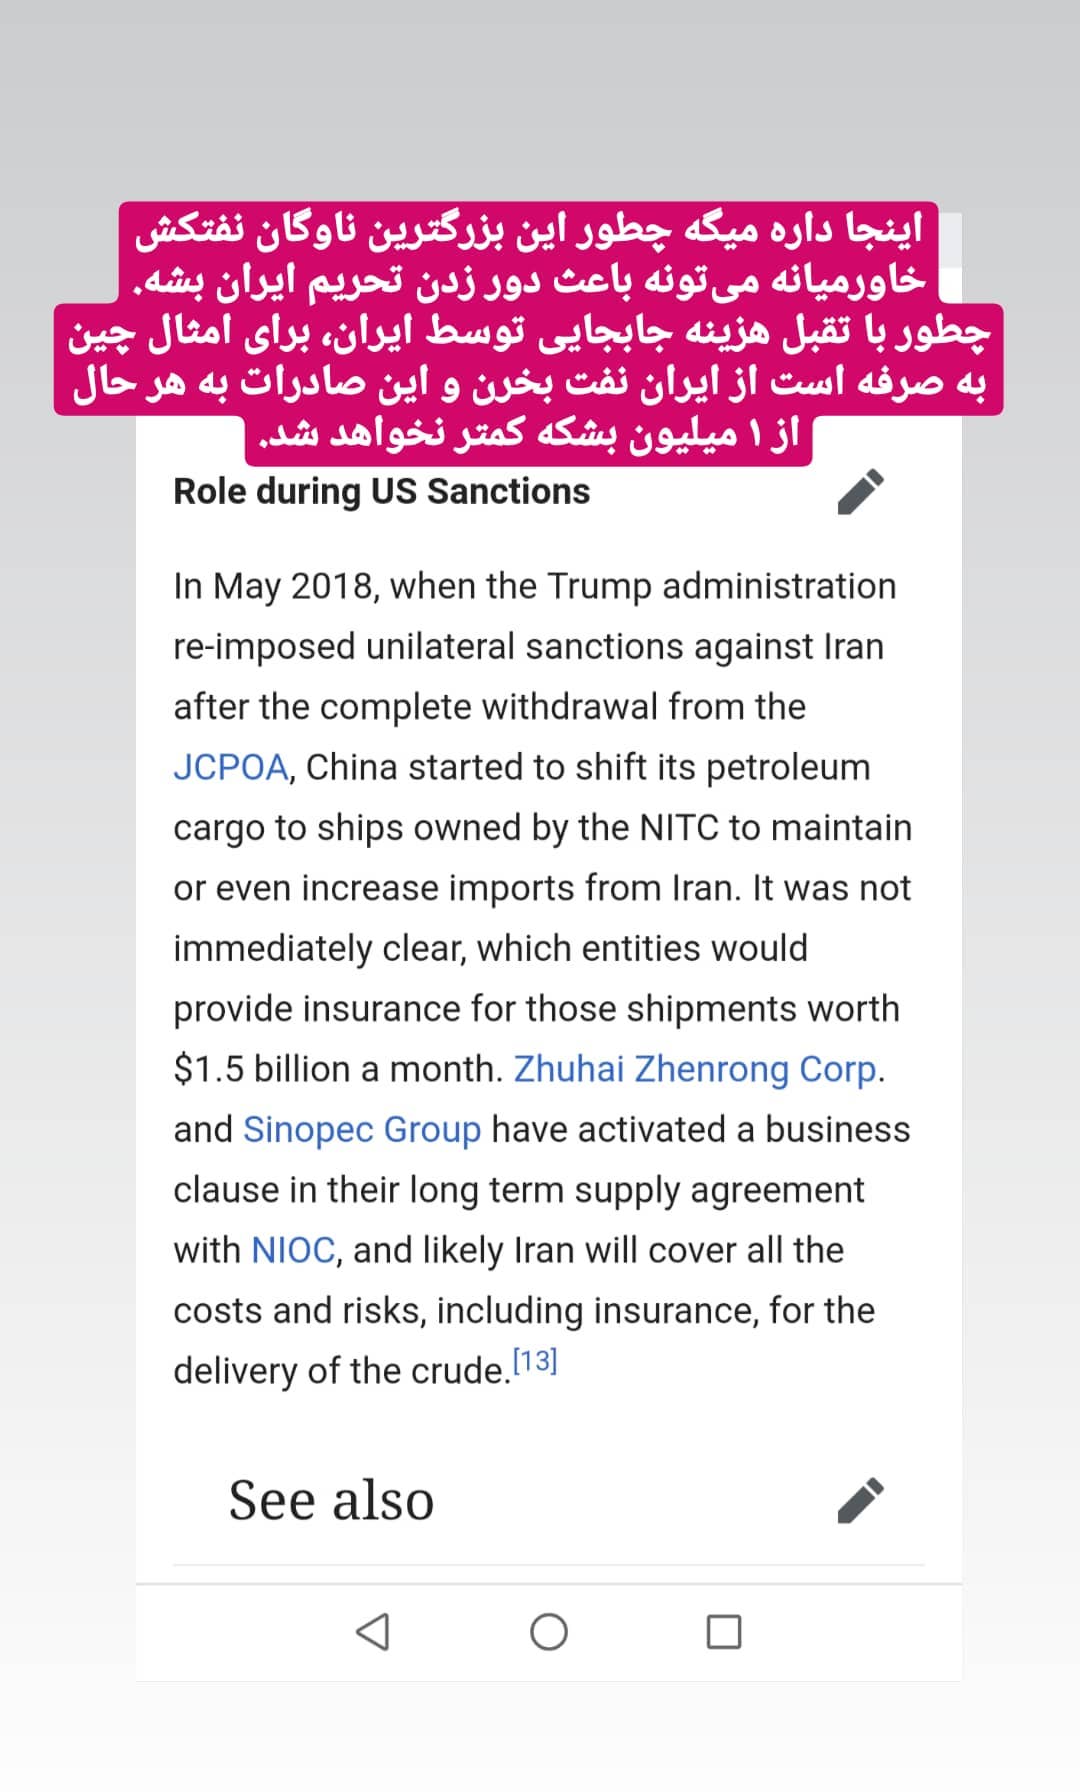 اینجا داره میگه چطور این بزرگترین ناوگان نفتکش
خاورمیانه می‌تونه باعث دور زدن تحریم ایران بشه.
چطور با تقبل هزینه جابجایی توسط ایران، برای امثال چین
به صرفه است از ایران نفت بخرن و این صادرات به هر حال
از ۱ میلیون بشکه کمتر نخواهد شد.
Role during US Sanctions
In May 2018, when the Trump administration
re-imposed unilateral sanctions against Iran
after the complete withdrawal from the
JCPOA, China started to shift its petroleum
cargo to ships owned by the NITC to maintain
or even increase imports from Iran. It was not
immediately clear, which entities would
provide insurance for those shipments worth
$1.5 billion a month. Zhuhai Zhenrong Corp.
and Sinopec Group have activated a business
clause in their long term supply agreement
with NIOC, and likely Iran will cover all the
costs and risks, including insurance, for the
delivery of the crude.[13]
See also